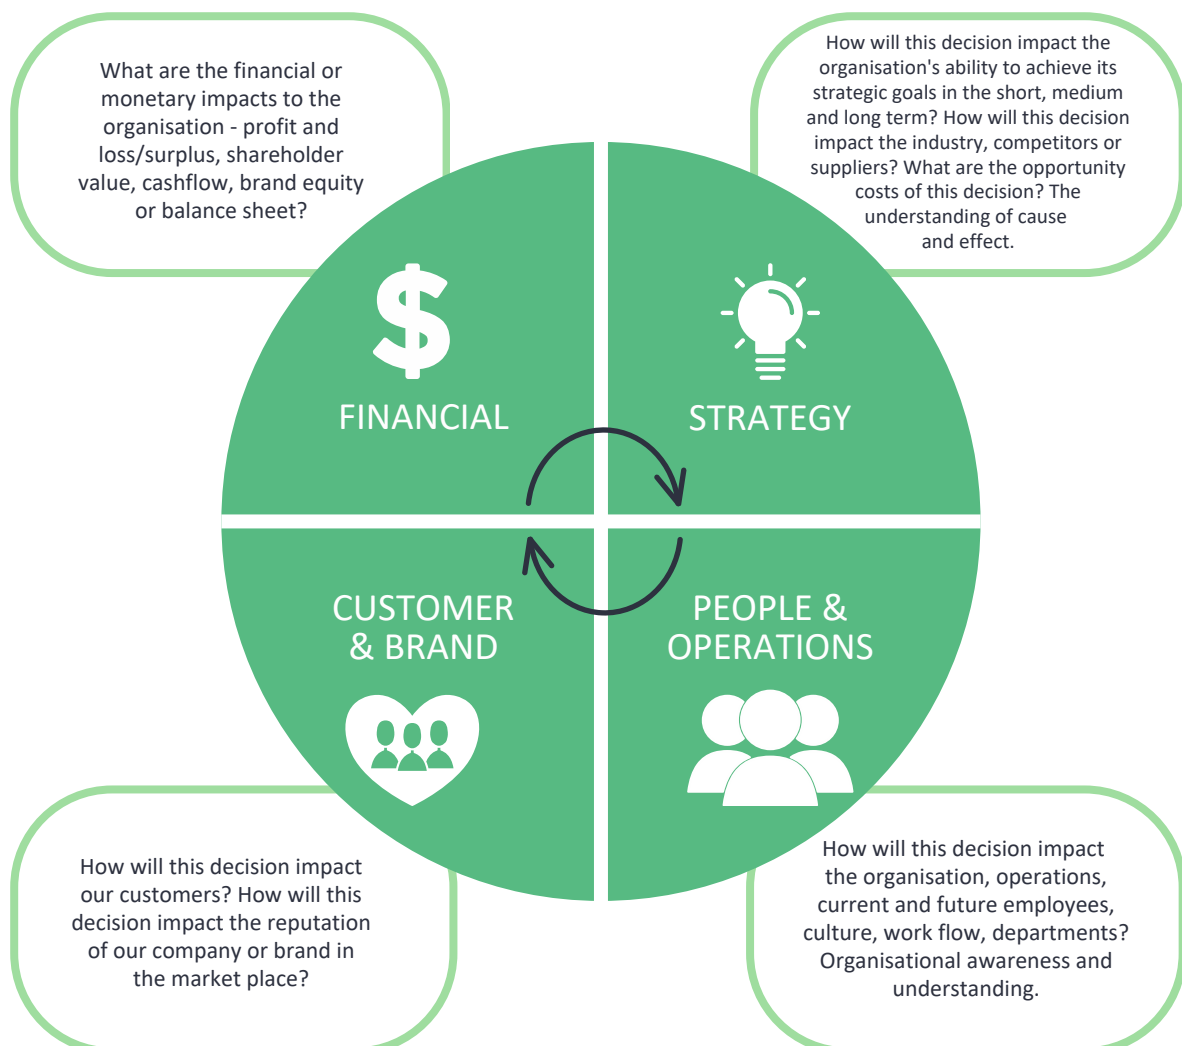 What are the financial or
monetary impacts to the
organisation - profit and
loss/surplus, shareholder
value, cashflow, brand equity
or balance sheet?
How will this decision impact the
organisation's ability to achieve its
strategic goals in the short, medium
and long term? How will this decision
impact the industry, competitors or
suppliers? What are the opportunity
costs of this decision? The
understanding of cause
and effect.
FINANCIAL
STRATEGY
CUSTOMER
& BRAND
PEOPLE &
OPERATIONS
How will this decision impact
our customers? How will this
decision impact the reputation
of our company or brand in
the market place?
How will this decision impact
the organisation, operations,
current and future employees,
culture, work flow, departments?
Organisational awareness and
understanding.